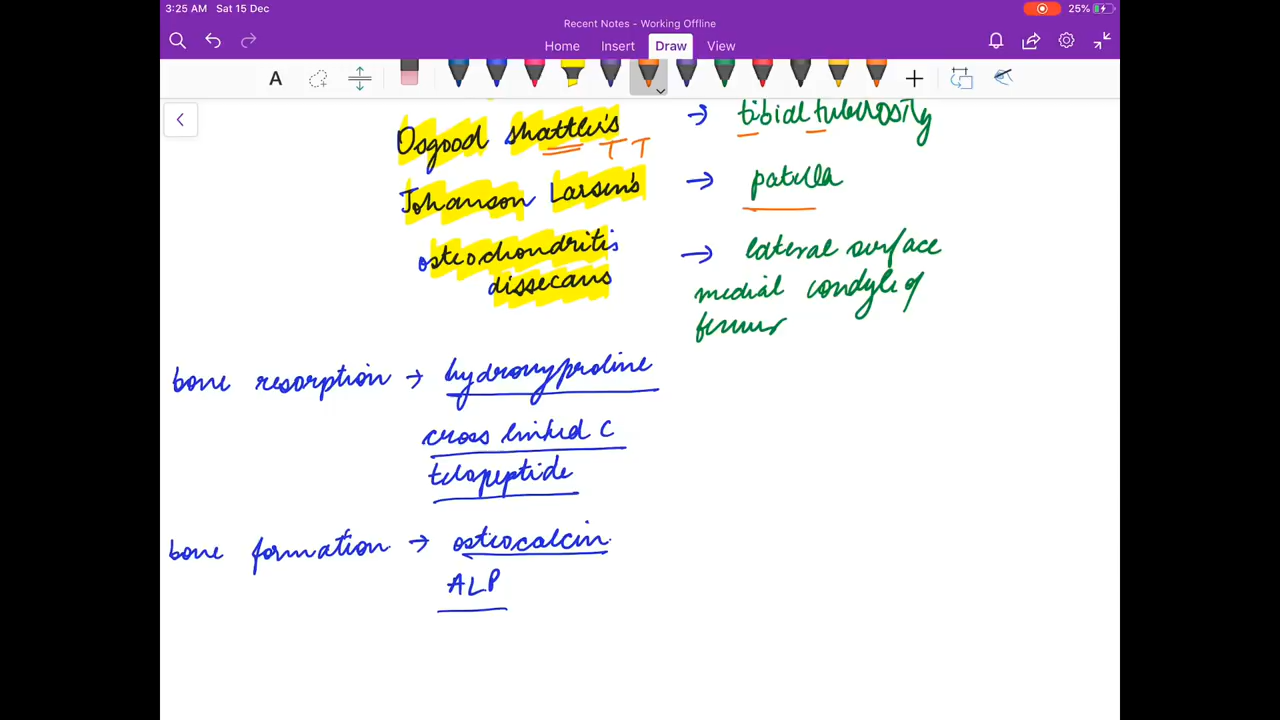 3:25 AM Sat 15 Dec
25%
Recent Notes - Working Offline
Home Insert Draw View
A
Osgood Shattler's → tibial tuberosity
T T
Johanson Larsen's → patella
osteochondritis → lateral surface
dissecans medial condyle of
femur
bone resorption → hydroxyproline
cross linked C
telopeptide
bone formation → osteocalcin
ALP